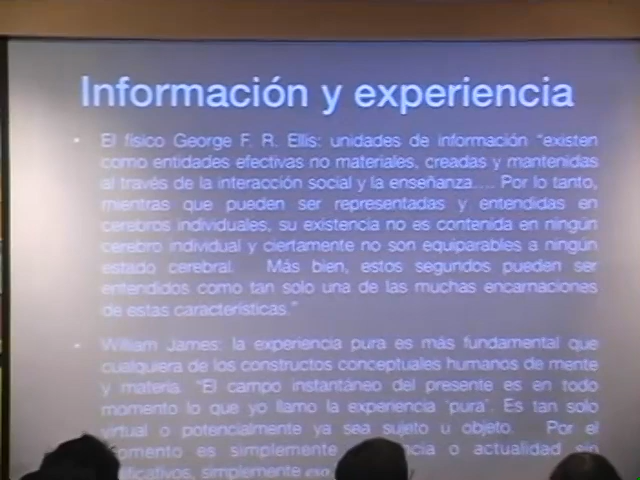 Información y experiencia
• El físico George F. R. Ellis: unidades de información “existen
como entidades efectivas no materiales, creadas y mantenidas
al través de la interacción social y la enseñanza.... Por lo tanto,
mientras que pueden ser representadas y entendidas en
cerebros individuales, su existencia no es contenida en ningún
cerebro individual y ciertamente no son equiparables a ningún
estado cerebral. Más bien, estos segundos pueden ser
entendidos como tan solo una de las muchas encarnaciones
de estas características.”
• William James: la experiencia pura es más fundamental que
cualquiera de los constructos conceptuales humanos de mente
y materia. “El campo instantáneo del presente es en todo
momento lo que yo llamo la experiencia ‘pura’. Es tan solo
virtual o potencialmente ya sea sujeto u objeto. Por el
momento es simplemente o actualidad sin
simplemente eso